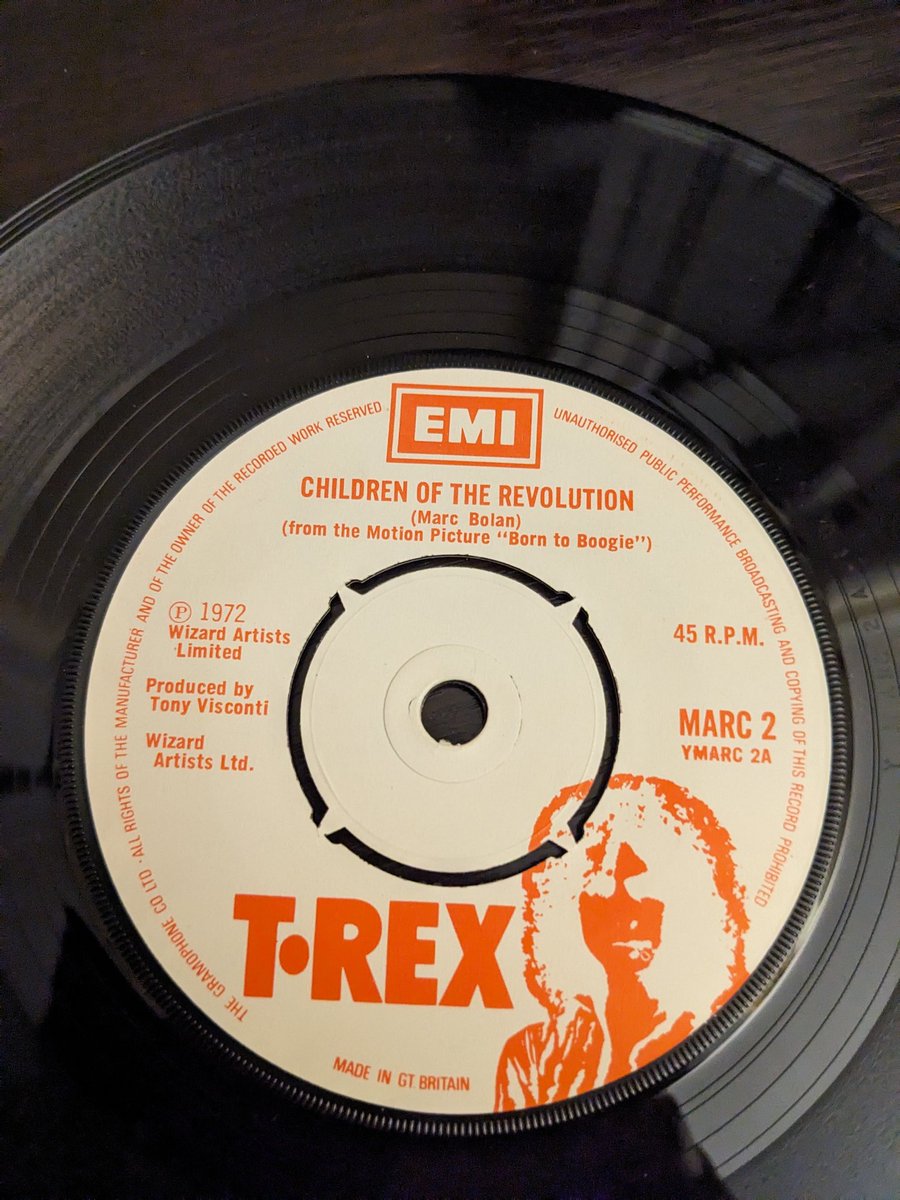 EMI
THE GRAMOPHONE CO LTD · ALL RIGHTS OF THE MANUFACTURER AND OF THE OWNER OF THE RECORDED WORK RESERVED
UNAUTHORISED PUBLIC PERFORMANCE BROADCASTING AND COPYING OF THIS RECORD PROHIBITED
CHILDREN OF THE REVOLUTION
(Marc Bolan)
(from the Motion Picture "Born to Boogie")
Ⓟ 1972
Wizard Artists
Limited
45 R.P.M.
Produced by
Tony Visconti
MARC 2
YMARC 2A
Wizard
Artists Ltd.
T·REX
MADE IN GT. BRITAIN